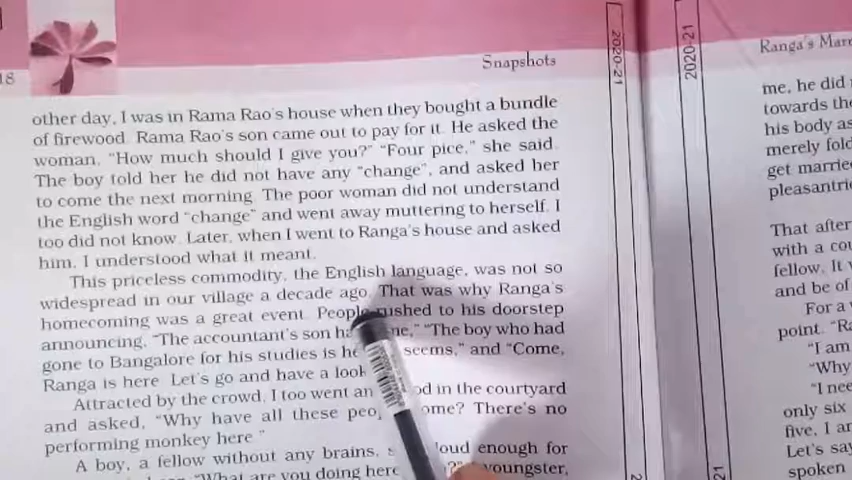 18
Snapshots
other day, I was in Rama Rao's house when they bought a bundle
of firewood. Rama Rao's son came out to pay for it. He asked the
woman, "How much should I give you?" "Four pice," she said.
The boy told her he did not have any "change", and asked her
to come the next morning. The poor woman did not understand
the English word "change" and went away muttering to herself. I
too did not know. Later, when I went to Ranga's house and asked
him, I understood what it meant.
This priceless commodity, the English language, was not so
widespread in our village a decade ago. That was why Ranga's
homecoming was a great event. People rushed to his doorstep
announcing, "The accountant's son ha ne," "The boy who had
gone to Bangalore for his studies is he seems," and "Come,
Ranga is here. Let's go and have a look
Attracted by the crowd, I too went an od in the courtyard
and asked, "Why have all these peo ome? There's no
performing monkey here."
A boy, a fellow without any brains, s loud enough for
"What are you doing here youngster,
2020-21
2020-21
Ranga's Marr
me, he did
towards the
his body as
merely fold
get marrie
pleasantri
That after
with a cou
fellow. It
and be of
For a
point. "Ra
"I am
"Why
"I nee
only six
five, I a
Let's say
spoken